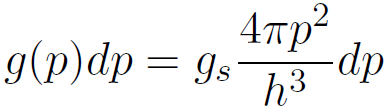 g(p)dp = g_s \frac{4\pi p^2}{h^3} dp